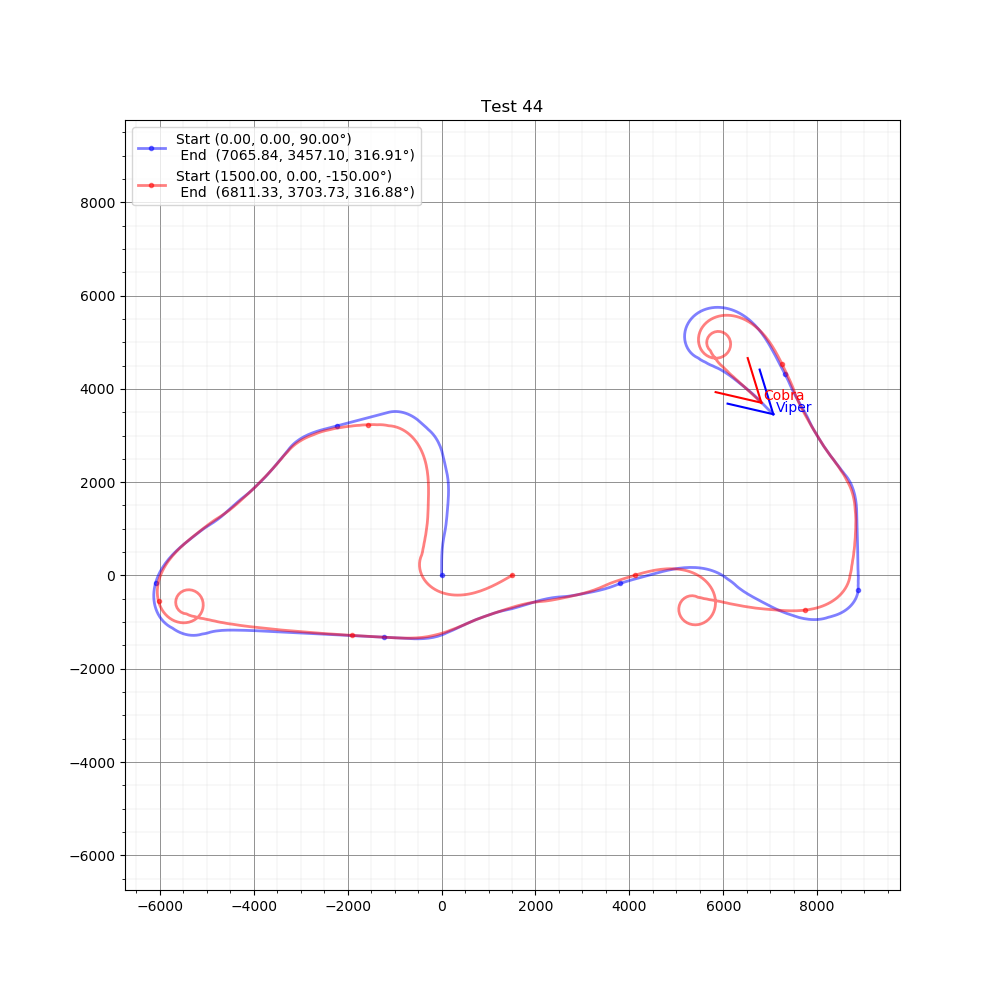 Test 44
Start (0.00, 0.00, 90.00°)
End (7065.84, 3457.10, 316.91°)
Start (1500.00, 0.00, -150.00°)
End (6811.33, 3703.73, 316.88°)
8000
6000
4000
2000
0
−2000
−4000
−6000
Cobra
Viper
−6000 −4000 −2000 0 2000 4000 6000 8000